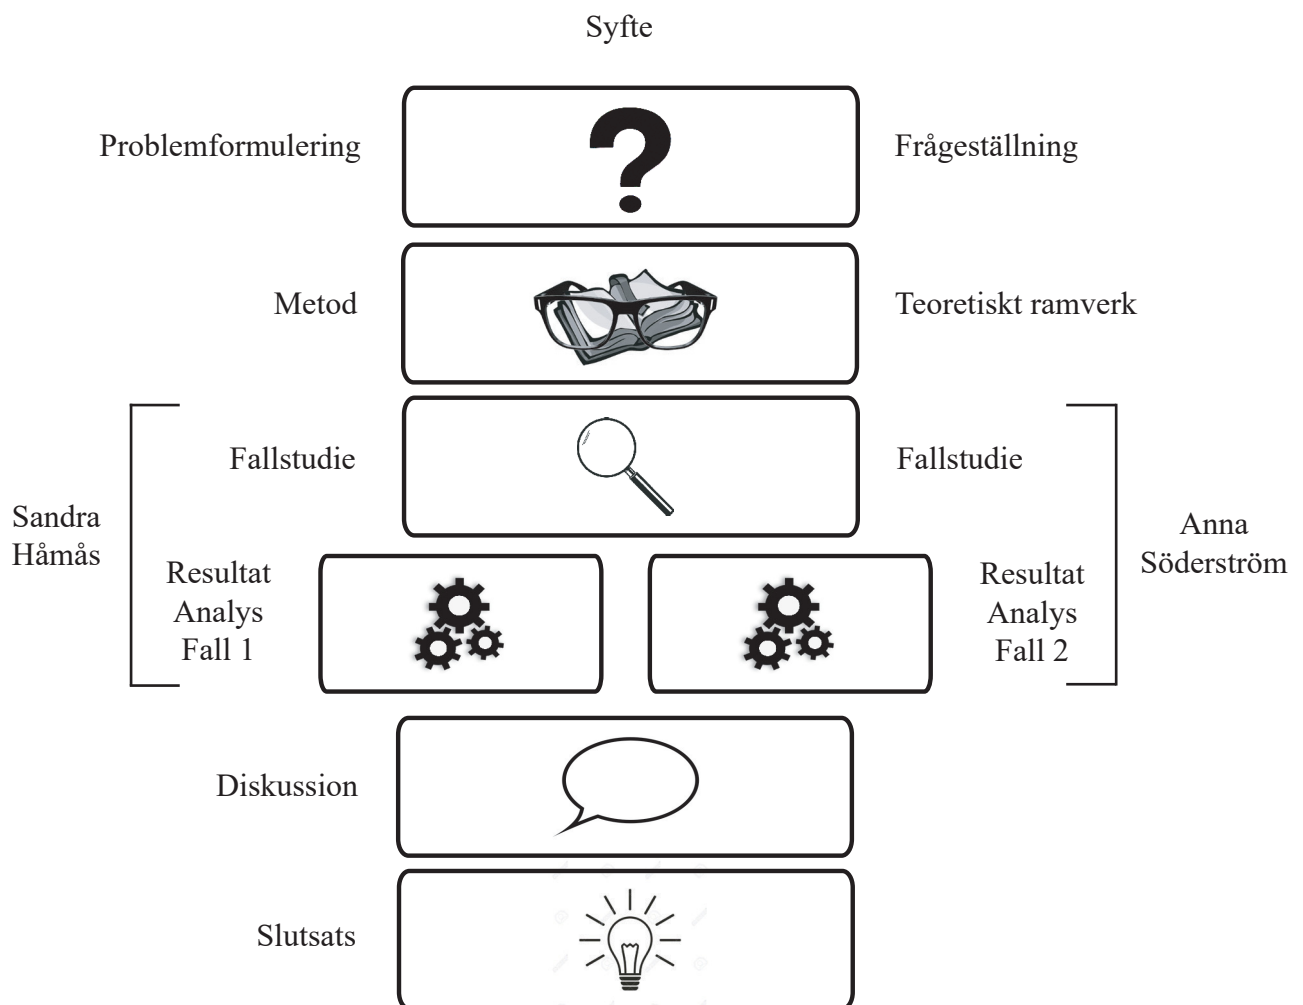 Syfte
Problemformulering
Frågeställning
Metod
Teoretiskt ramverk
Fallstudie
Fallstudie
Sandra
Håmås
Anna
Söderström
Resultat
Analys
Fall 1
Resultat
Analys
Fall 2
Diskussion
Slutsats